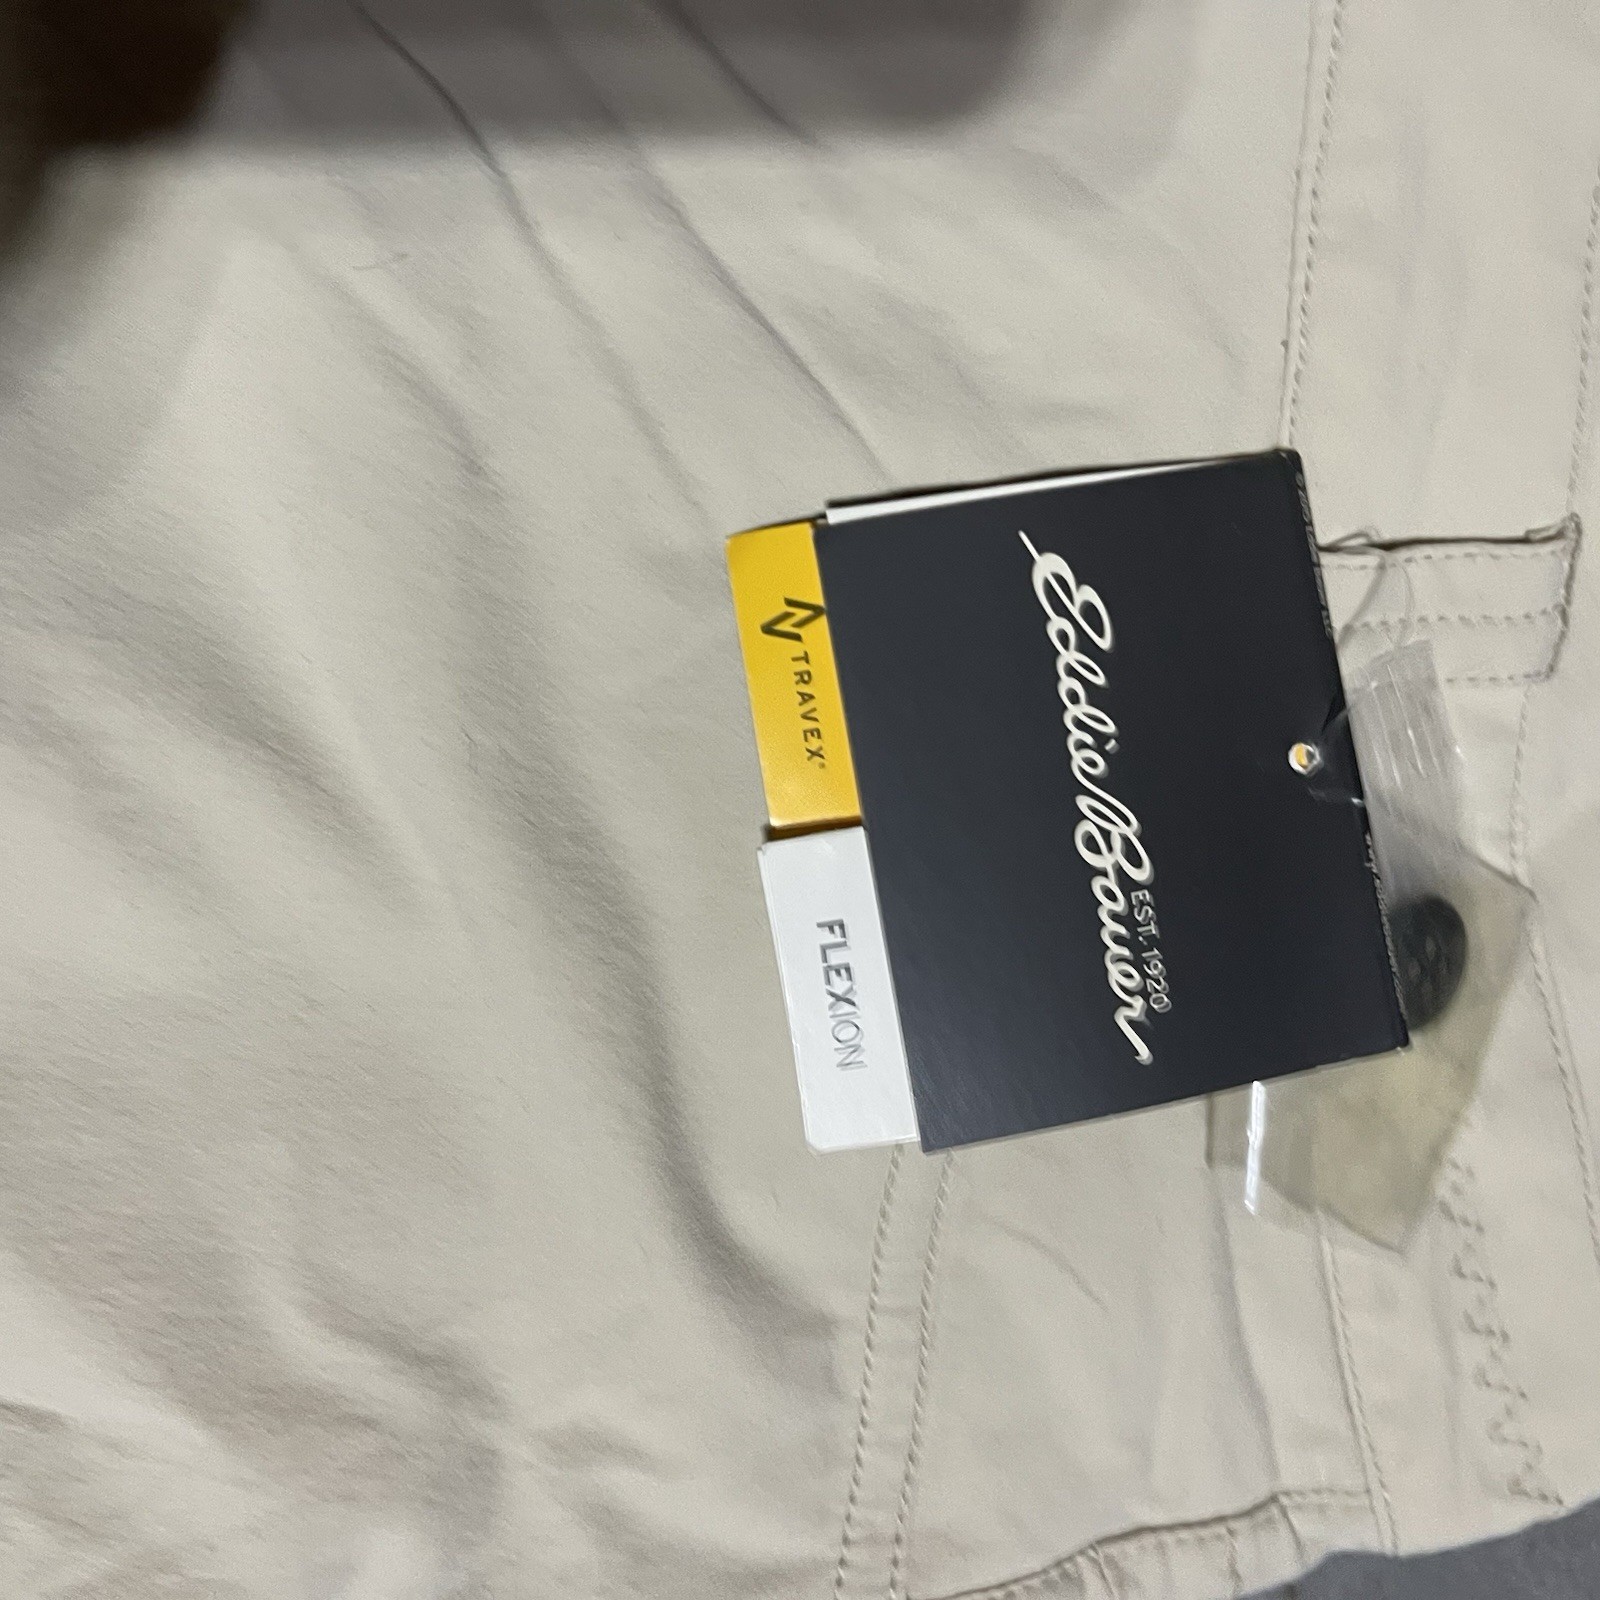 Eddie Bauer
EST. 1920
TRAVEX®
FLEXION